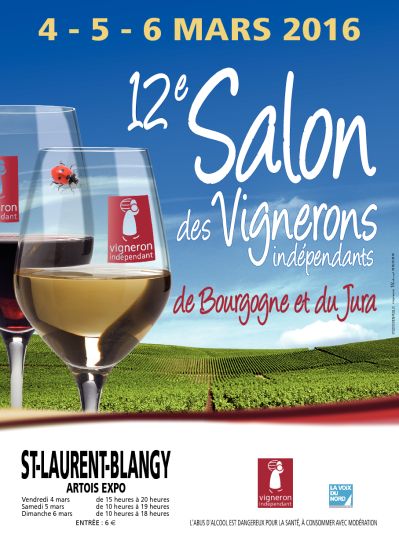 4 - 5 - 6 MARS 2016
12e Salon
des Vignerons
indépendants
de Bourgogne et du Jura
vigneron
indépendant
vigneron
indépendant
ST-LAURENT-BLANGY
ARTOIS EXPO
Vendredi 4 mars de 15 heures à 20 heures
Samedi 5 mars de 10 heures à 19 heures
Dimanche 6 mars de 10 heures à 18 heures
ENTRÉE : 6 €
vigneron
indépendant
LA VOIX
DU NORD
L'ABUS D'ALCOOL EST DANGEREUX POUR LA SANTÉ, À CONSOMMER AVEC MODÉRATION